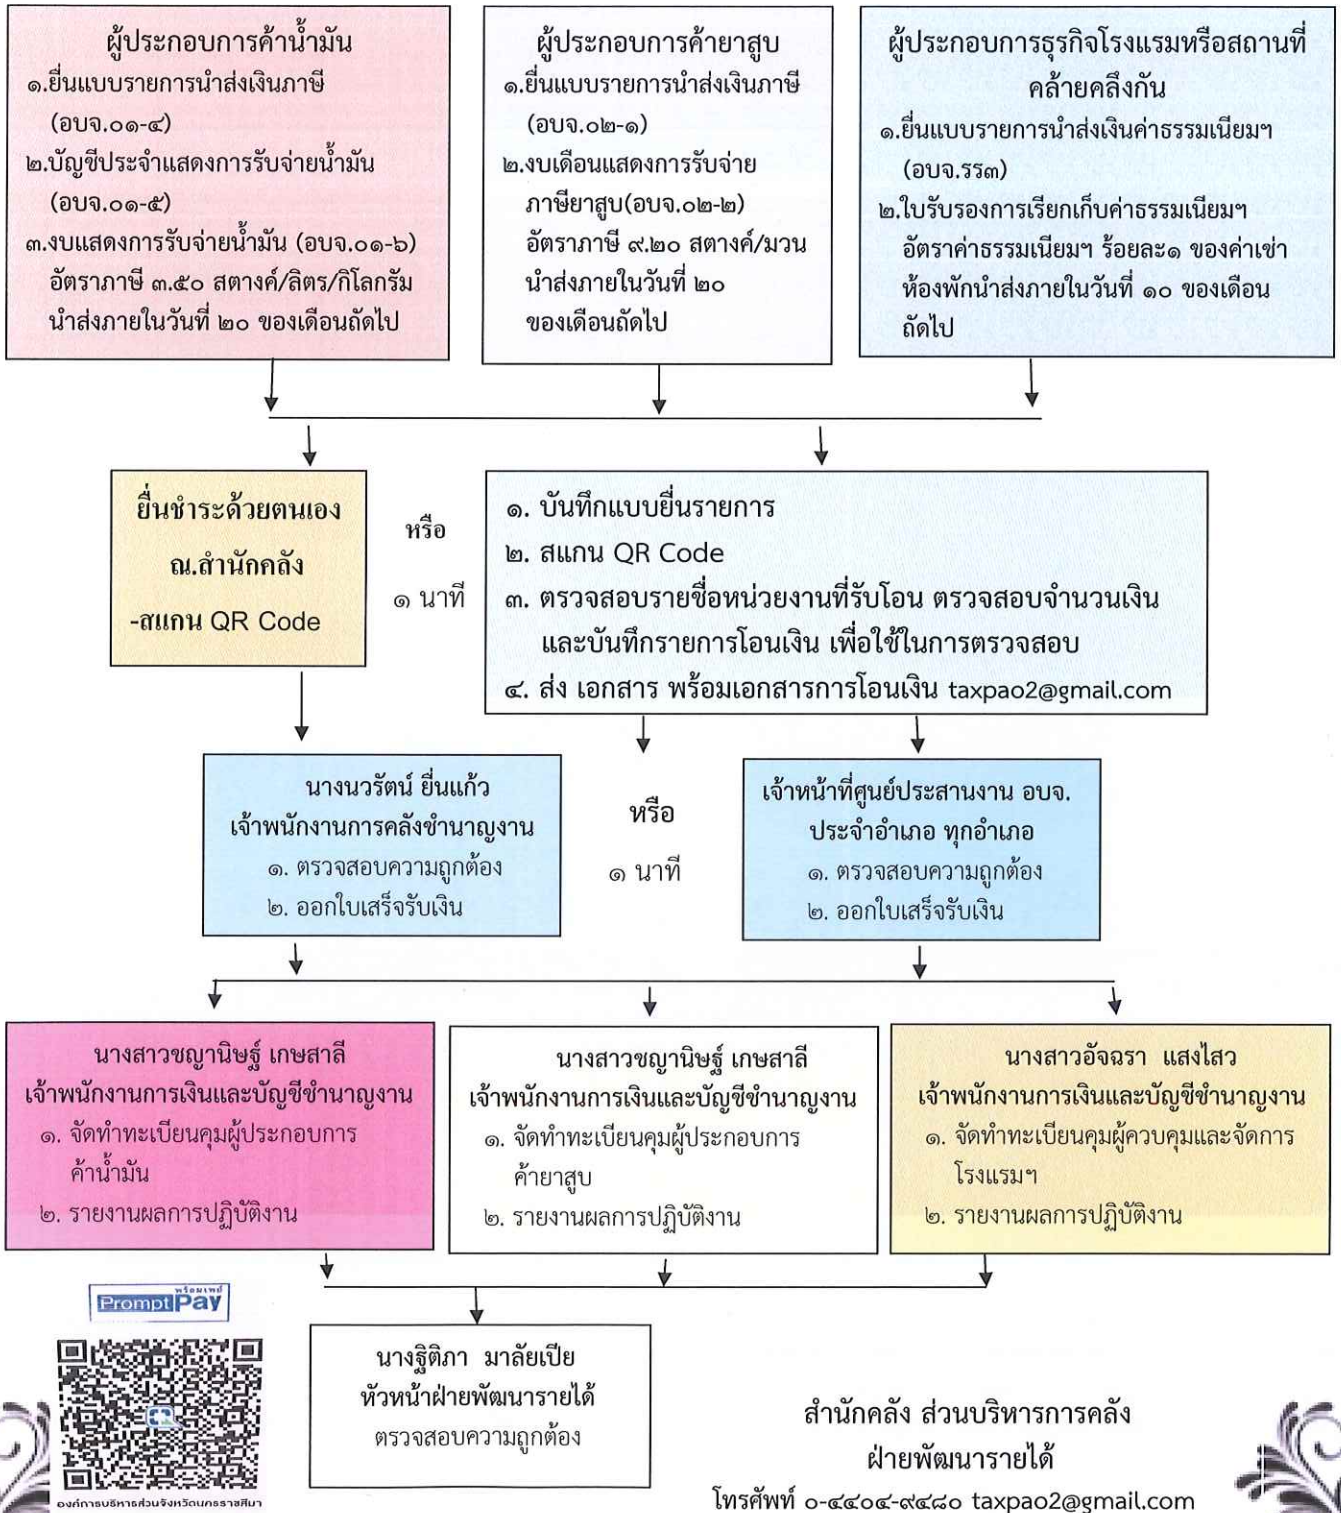 ผู้ประกอบการค้าน้ำมัน
๑.ยื่นแบบรายการนำส่งเงินภาษี
(อบจ.๐๑-๔)
๒.บัญชีประจำแสดงการรับจ่ายน้ำมัน
(อบจ.๐๑-๕)
๓.งบแสดงการรับจ่ายน้ำมัน (อบจ.๐๑-๖)
อัตราภาษี ๓.๕๐ สตางค์/ลิตร/กิโลกรัม
นำส่งภายในวันที่ ๒๐ ของเดือนถัดไป
ผู้ประกอบการค้ายาสูบ
๑.ยื่นแบบรายการนำส่งเงินภาษี
(อบจ.๐๒-๑)
๒.งบเดือนแสดงการรับจ่าย
ภาษียาสูบ(อบจ.๐๒-๒)
อัตราภาษี ๙.๒๐ สตางค์/มวน
นำส่งภายในวันที่ ๒๐
ของเดือนถัดไป
ผู้ประกอบการธุรกิจโรงแรมหรือสถานที่
คล้ายคลึงกัน
๑.ยื่นแบบรายการนำส่งเงินค่าธรรมเนียมฯ
(อบจ.รร๓)
๒.ใบรับรองการเรียกเก็บค่าธรรมเนียมฯ
อัตราค่าธรรมเนียมฯ ร้อยละ๑ ของค่าเช่า
ห้องพักนำส่งภายในวันที่ ๑๐ ของเดือน
ถัดไป
ยื่นชำระด้วยตนเอง
ณ.สำนักคลัง
-สแกน QR Code
หรือ
๑ นาที
๑. บันทึกแบบยื่นรายการ
๒. สแกน QR Code
๓. ตรวจสอบรายชื่อหน่วยงานที่รับโอน ตรวจสอบจำนวนเงิน
และบันทึกรายการโอนเงิน เพื่อใช้ในการตรวจสอบ
๔. ส่ง เอกสาร พร้อมเอกสารการโอนเงิน taxpao2@gmail.com
นางนวรัตน์ ยื่นแก้ว
เจ้าพนักงานการคลังชำนาญงาน
๑. ตรวจสอบความถูกต้อง
๒. ออกใบเสร็จรับเงิน
หรือ
๑ นาที
เจ้าหน้าที่ศูนย์ประสานงาน อบจ.
ประจำอำเภอ ทุกอำเภอ
๑. ตรวจสอบความถูกต้อง
๒. ออกใบเสร็จรับเงิน
นางสาวชญานิษฐ์ เกษสาลี
เจ้าพนักงานการเงินและบัญชีชำนาญงาน
๑. จัดทำทะเบียนคุมผู้ประกอบการ
ค้าน้ำมัน
๒. รายงานผลการปฏิบัติงาน
นางสาวชญานิษฐ์ เกษสาลี
เจ้าพนักงานการเงินและบัญชีชำนาญงาน
๑. จัดทำทะเบียนคุมผู้ประกอบการ
ค้ายาสูบ
๒. รายงานผลการปฏิบัติงาน
นางสาวอัจฉรา แสงไสว
เจ้าพนักงานการเงินและบัญชีชำนาญงาน
๑. จัดทำทะเบียนคุมผู้ควบคุมและจัดการ
โรงแรมฯ
๒. รายงานผลการปฏิบัติงาน
พร้อมเพย์
PromptPay
องค์การบริหารส่วนจังหวัดนครราชสีมา
นางฐิติภา มาลัยเปีย
หัวหน้าฝ่ายพัฒนารายได้
ตรวจสอบความถูกต้อง
สำนักคลัง ส่วนบริหารการคลัง
ฝ่ายพัฒนารายได้
โทรศัพท์ ๐-๔๔๐๔-๙๔๘๐ taxpao2@gmail.com